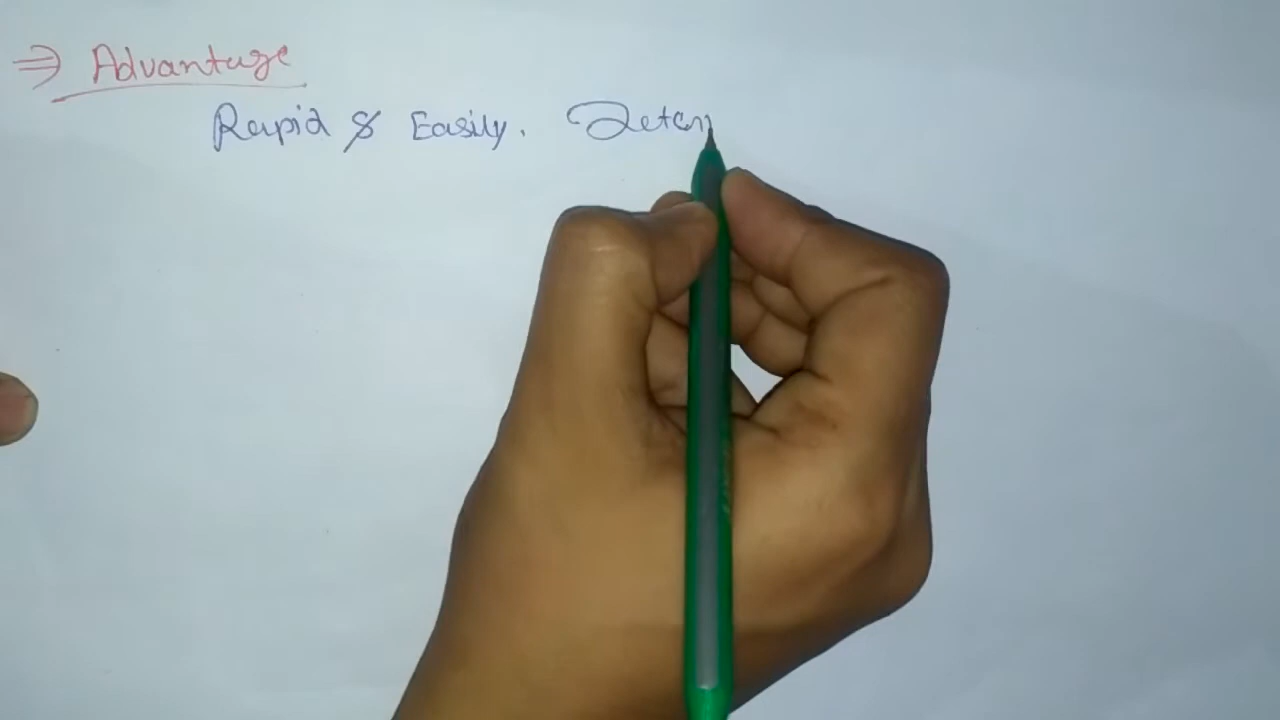 ⇒ Advantage
Rapid & Easily.